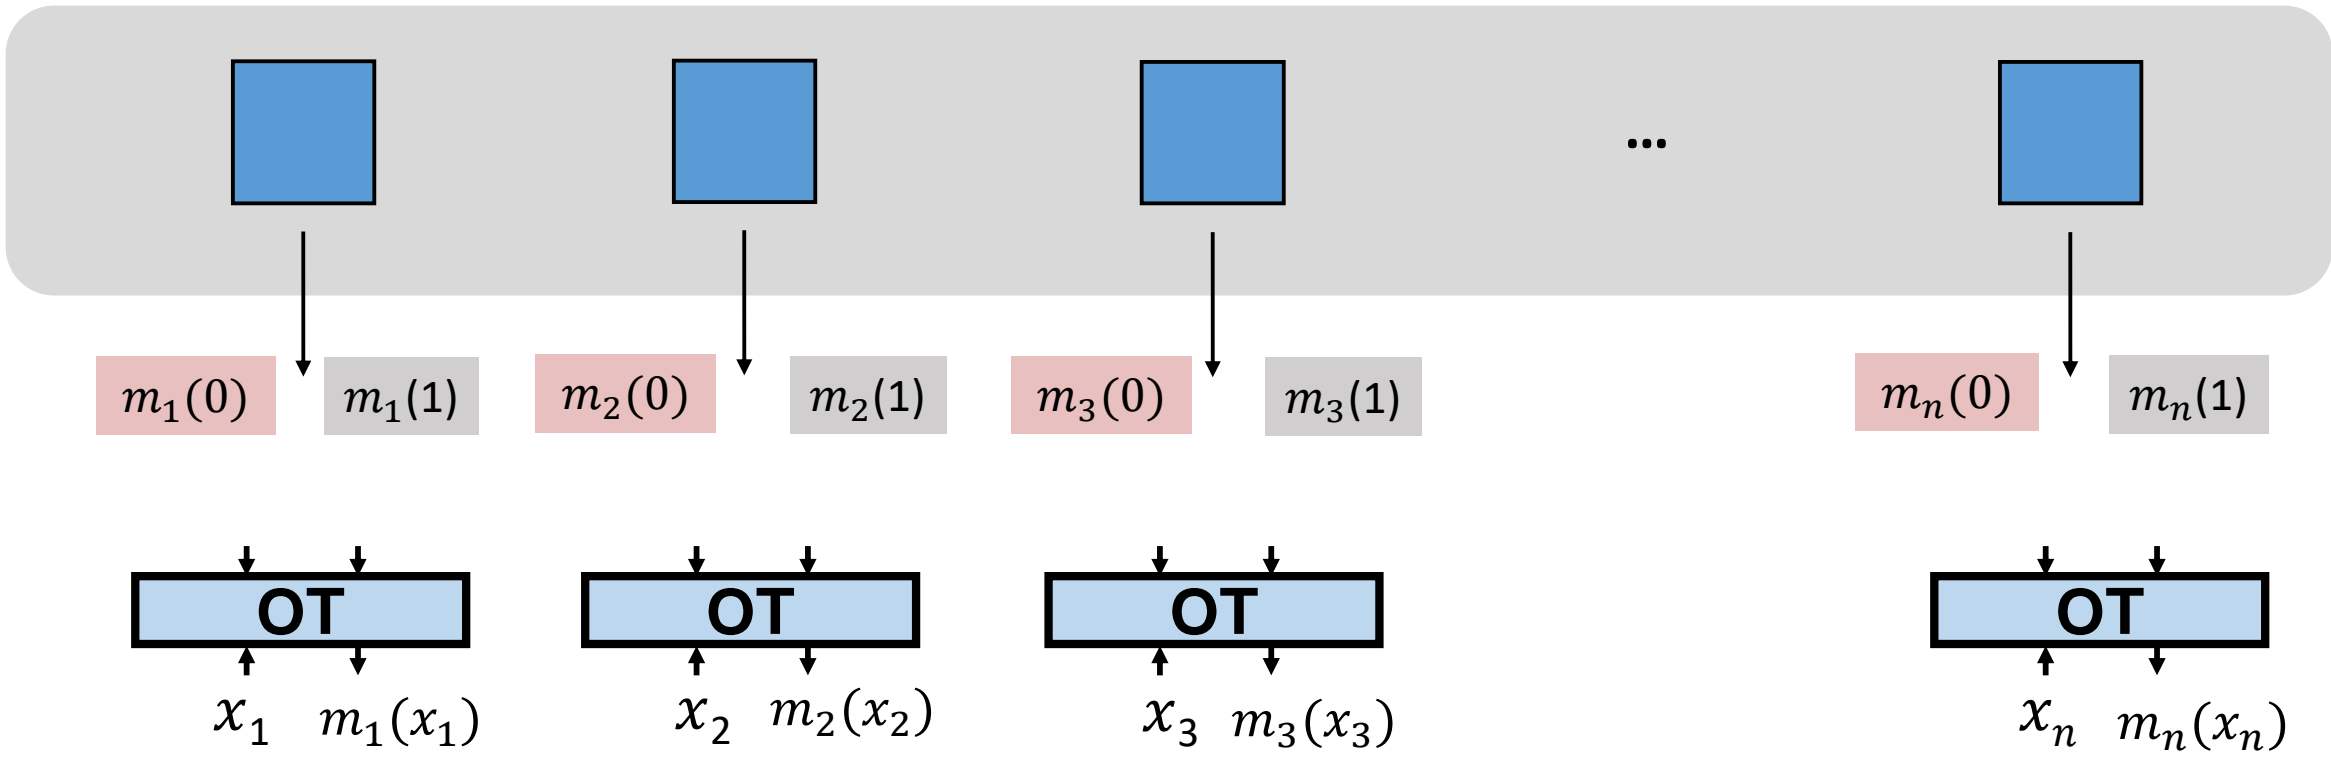 ...
m₁(0) m₁(1) m₂(0) m₂(1) m₃(0) m₃(1) mₙ(0) mₙ(1)
OT OT OT OT
x₁ m₁(x₁) x₂ m₂(x₂) x₃ m₃(x₃) xₙ mₙ(xₙ)